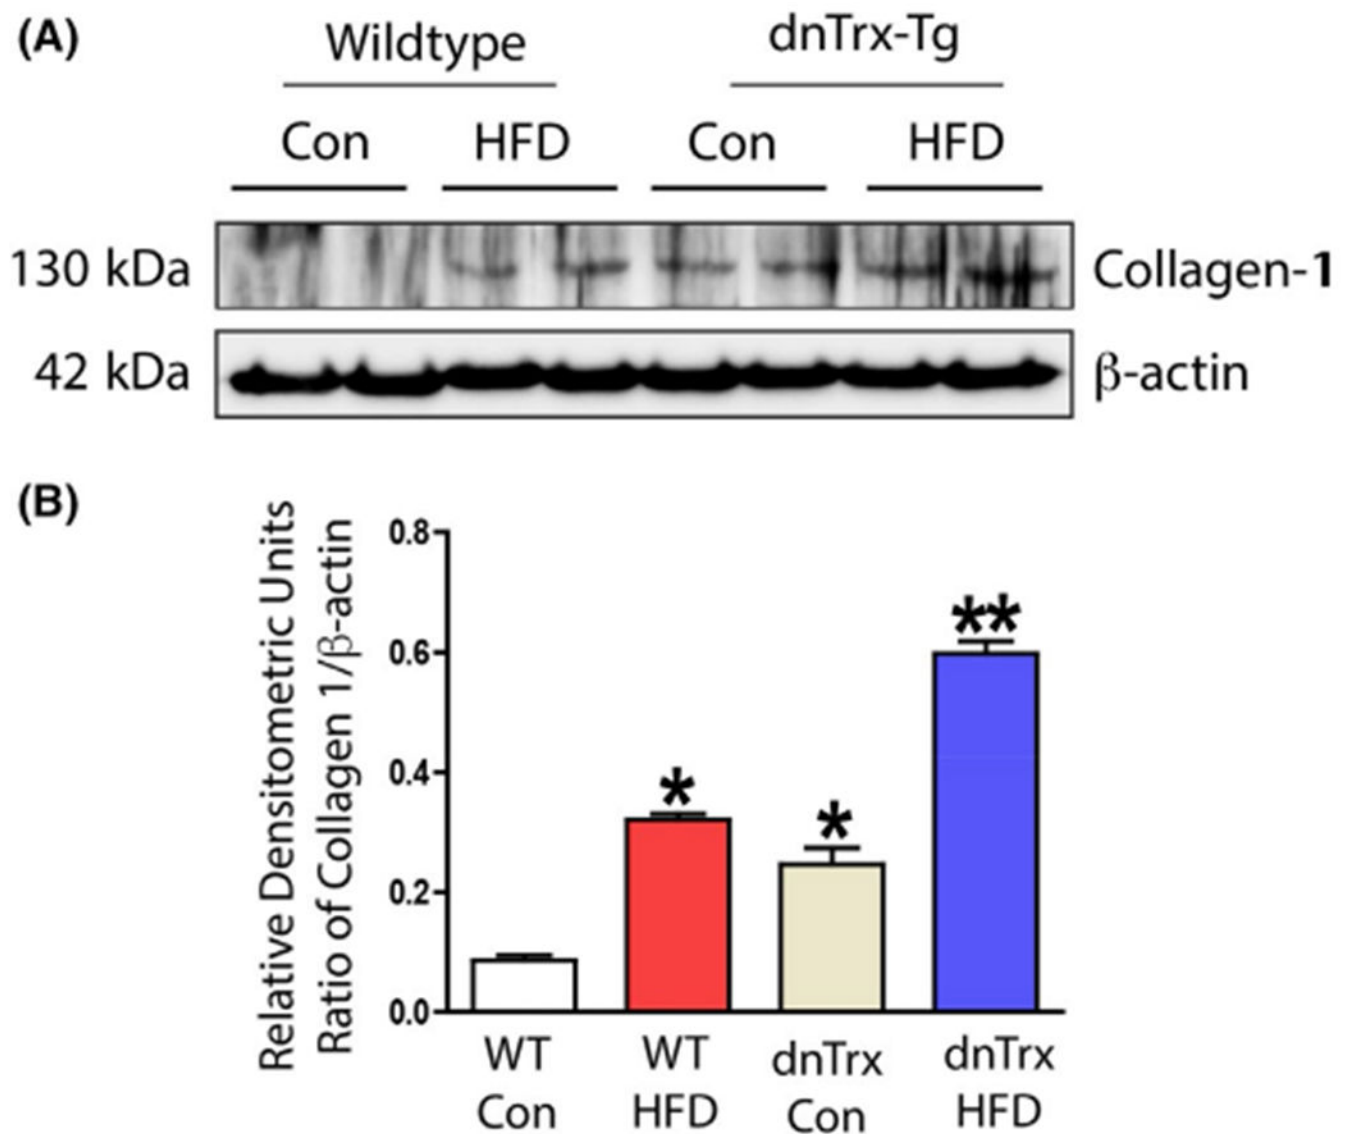 (A)
Wildtype dnTrx-Tg
Con HFD Con HFD
130 kDa Collagen-1
42 kDa β-actin
(B)
Relative Densitometric Units
Ratio of Collagen 1/β-actin
0.8
0.6
0.4
0.2
0.0
* * **
WT WT dnTrx dnTrx
Con HFD Con HFD